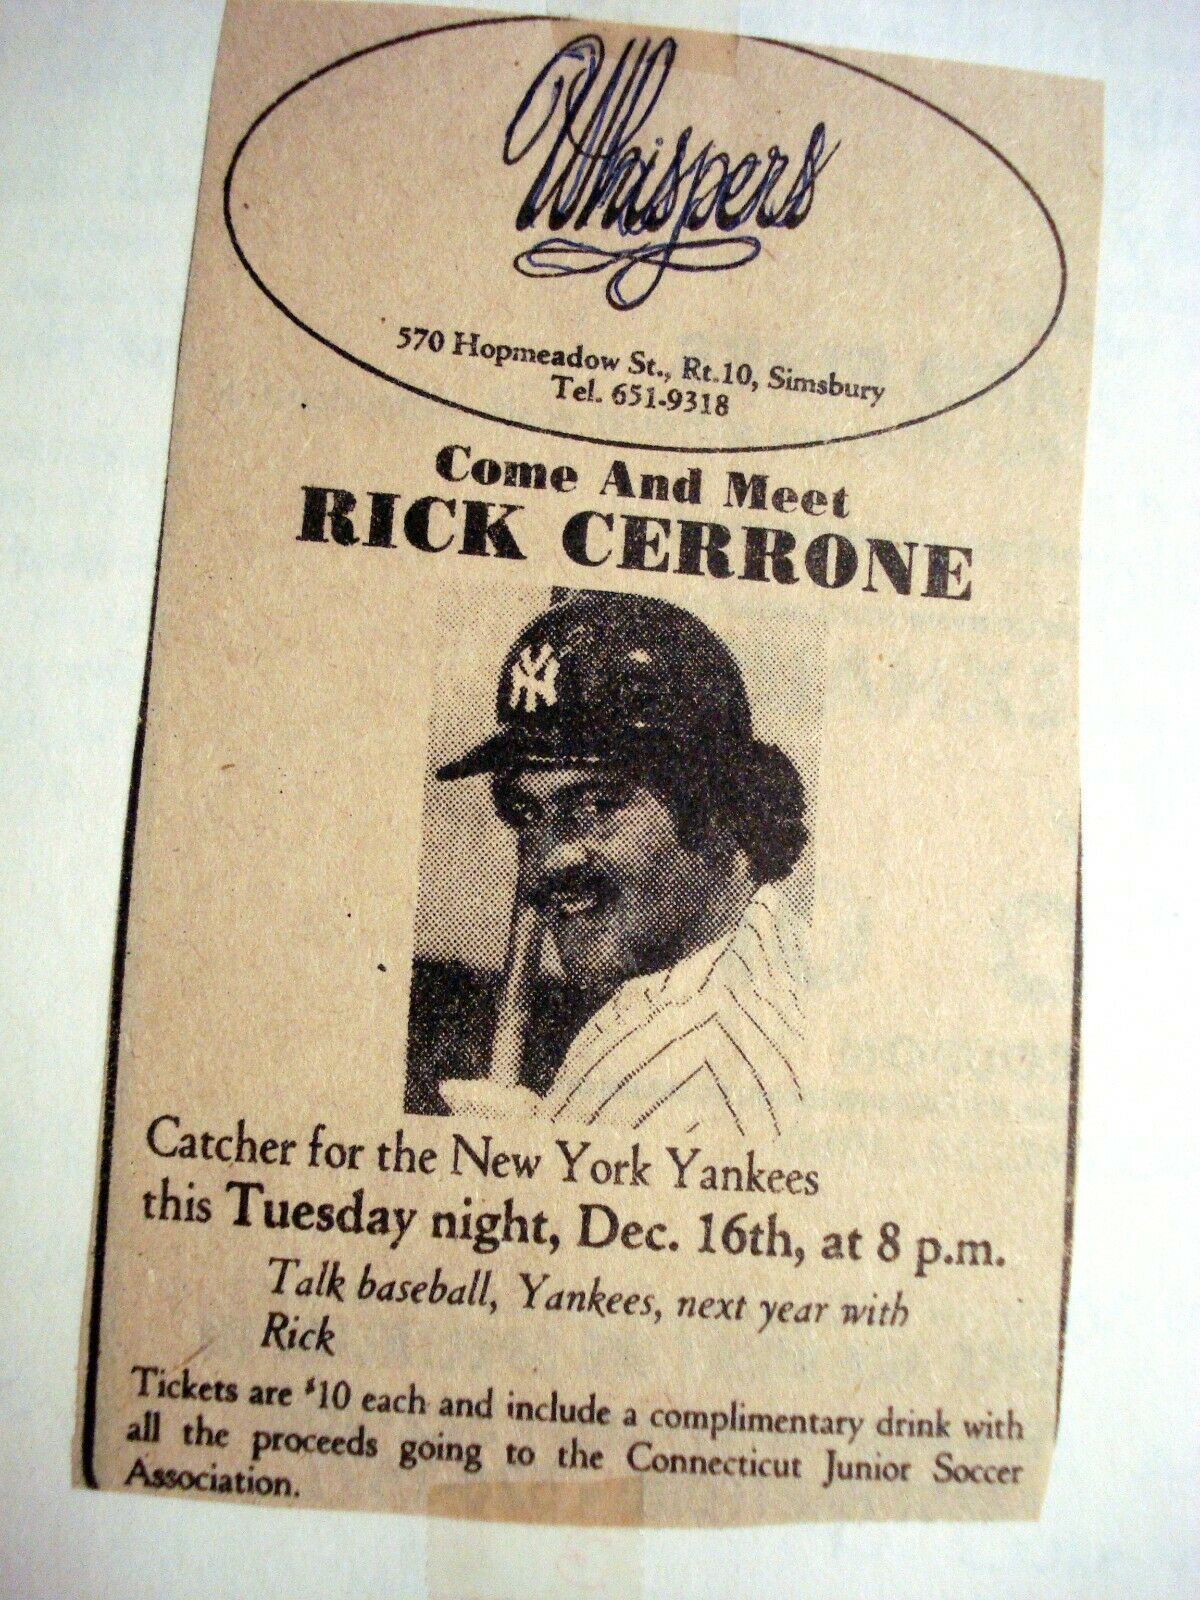 Whispers
570 Hopmeadow St., Rt.10, Simsbury
Tel. 651-9318
Come And Meet
RICK CERRONE
NY
Catcher for the New York Yankees
this Tuesday night, Dec. 16th, at 8 p.m.
Talk baseball, Yankees, next year with
Rick
Tickets are $10 each and include a complimentary drink with
all the proceeds going to the Connecticut Junior Soccer
Association.